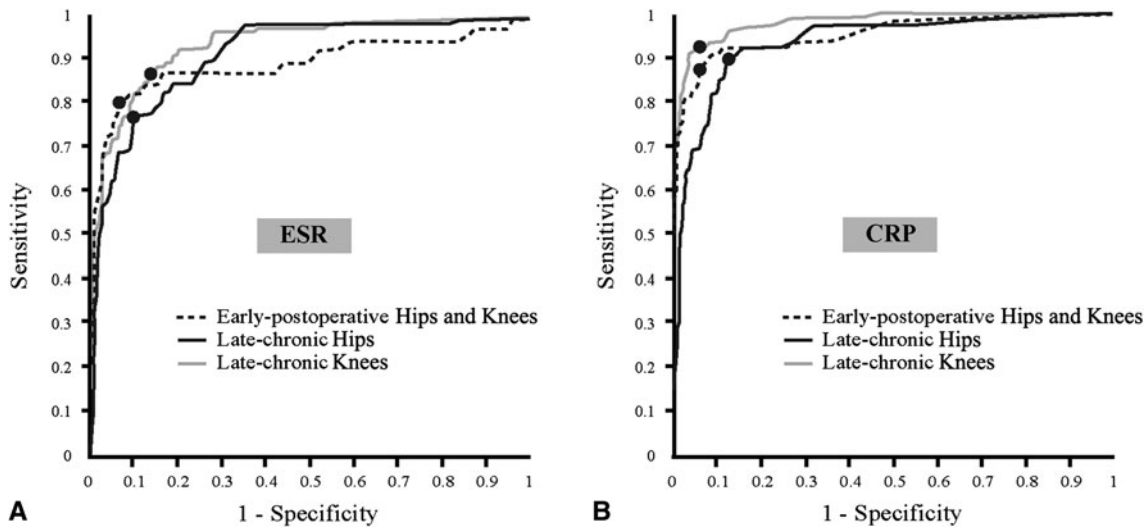 1
0.9
0.8
0.7
0.6
0.5
0.4
0.3
0.2
0.1
0
Sensitivity
ESR
Early-postoperative Hips and Knees
Late-chronic Hips
Late-chronic Knees
0 0.1 0.2 0.3 0.4 0.5 0.6 0.7 0.8 0.9 1
A
1 - Specificity
1
0.9
0.8
0.7
0.6
0.5
0.4
0.3
0.2
0.1
0
Sensitivity
CRP
Early-postoperative Hips and Knees
Late-chronic Hips
Late-chronic Knees
0 0.1 0.2 0.3 0.4 0.5 0.6 0.7 0.8 0.9 1
B
1 - Specificity